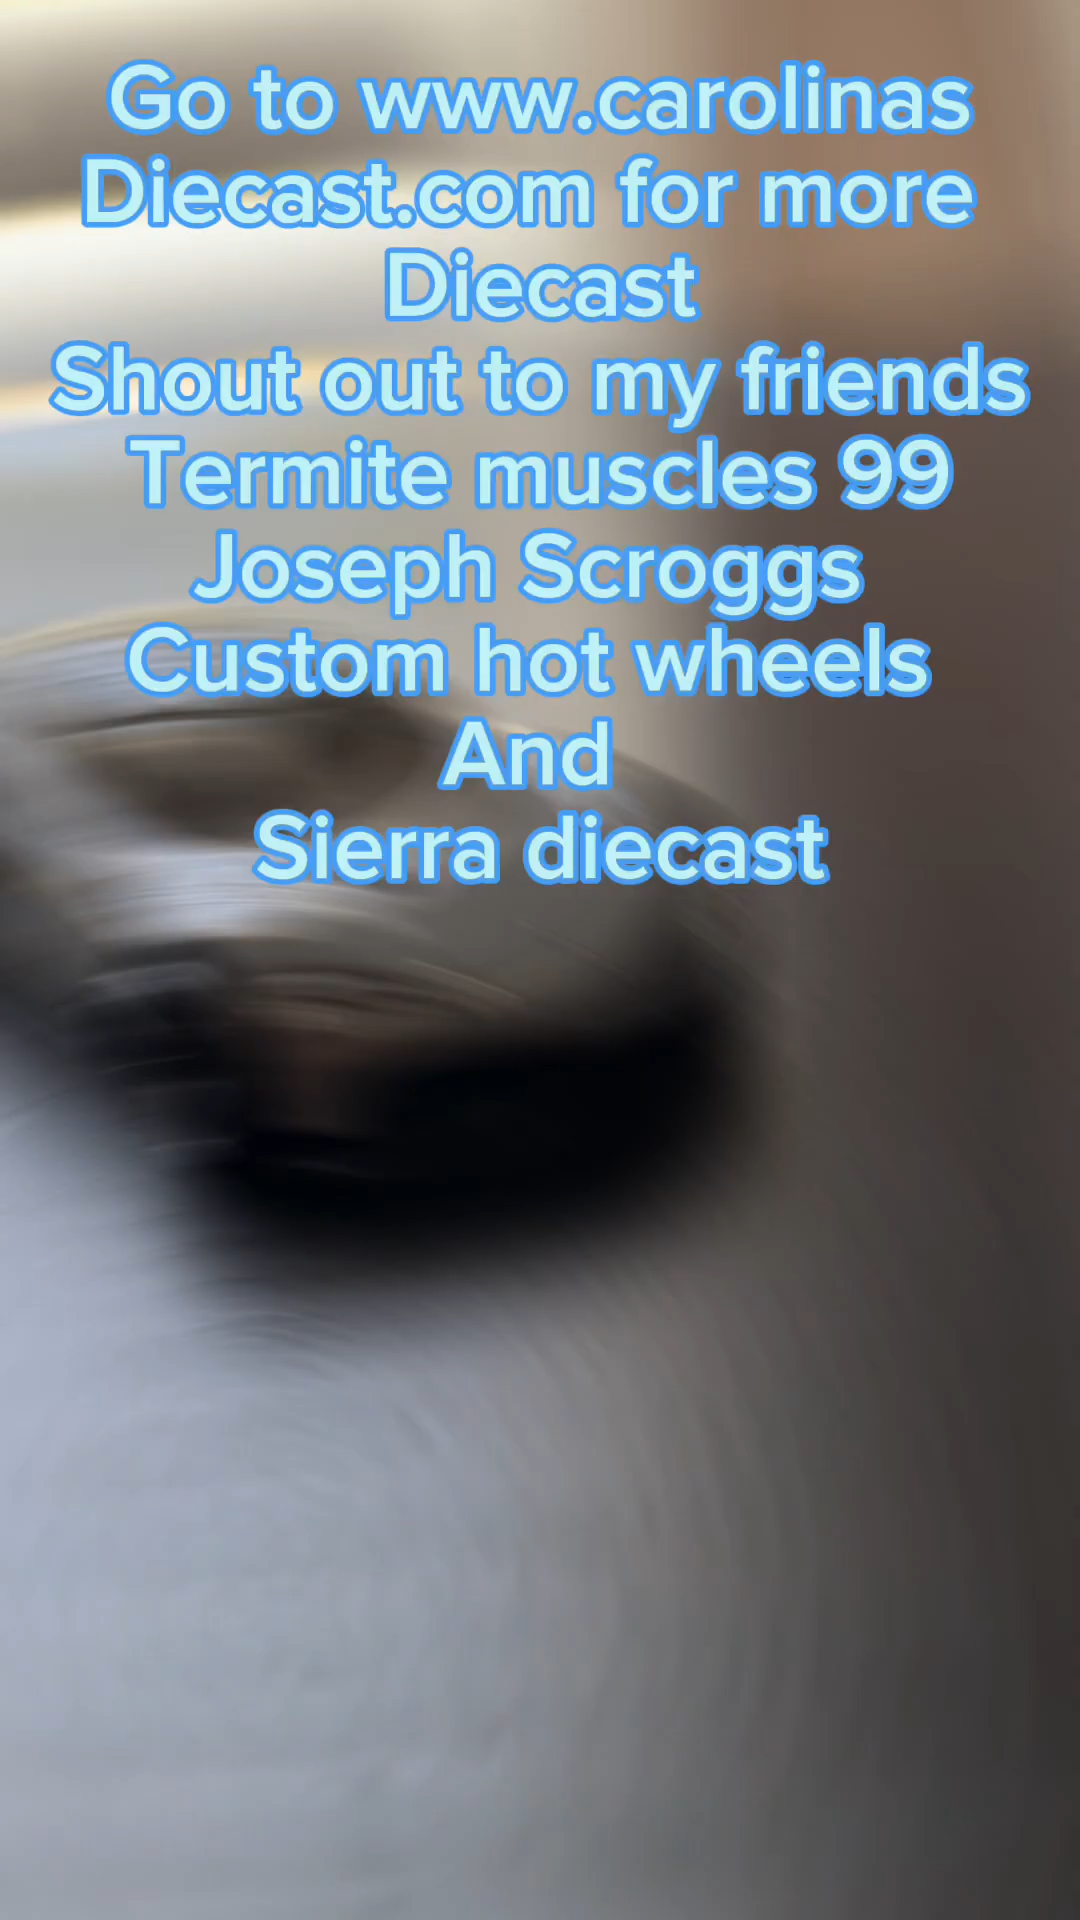 Go to www.carolinas
Diecast.com for more
Diecast
Shout out to my friends
Termite muscles 99
Joseph Scroggs
Custom hot wheels
And
Sierra diecast